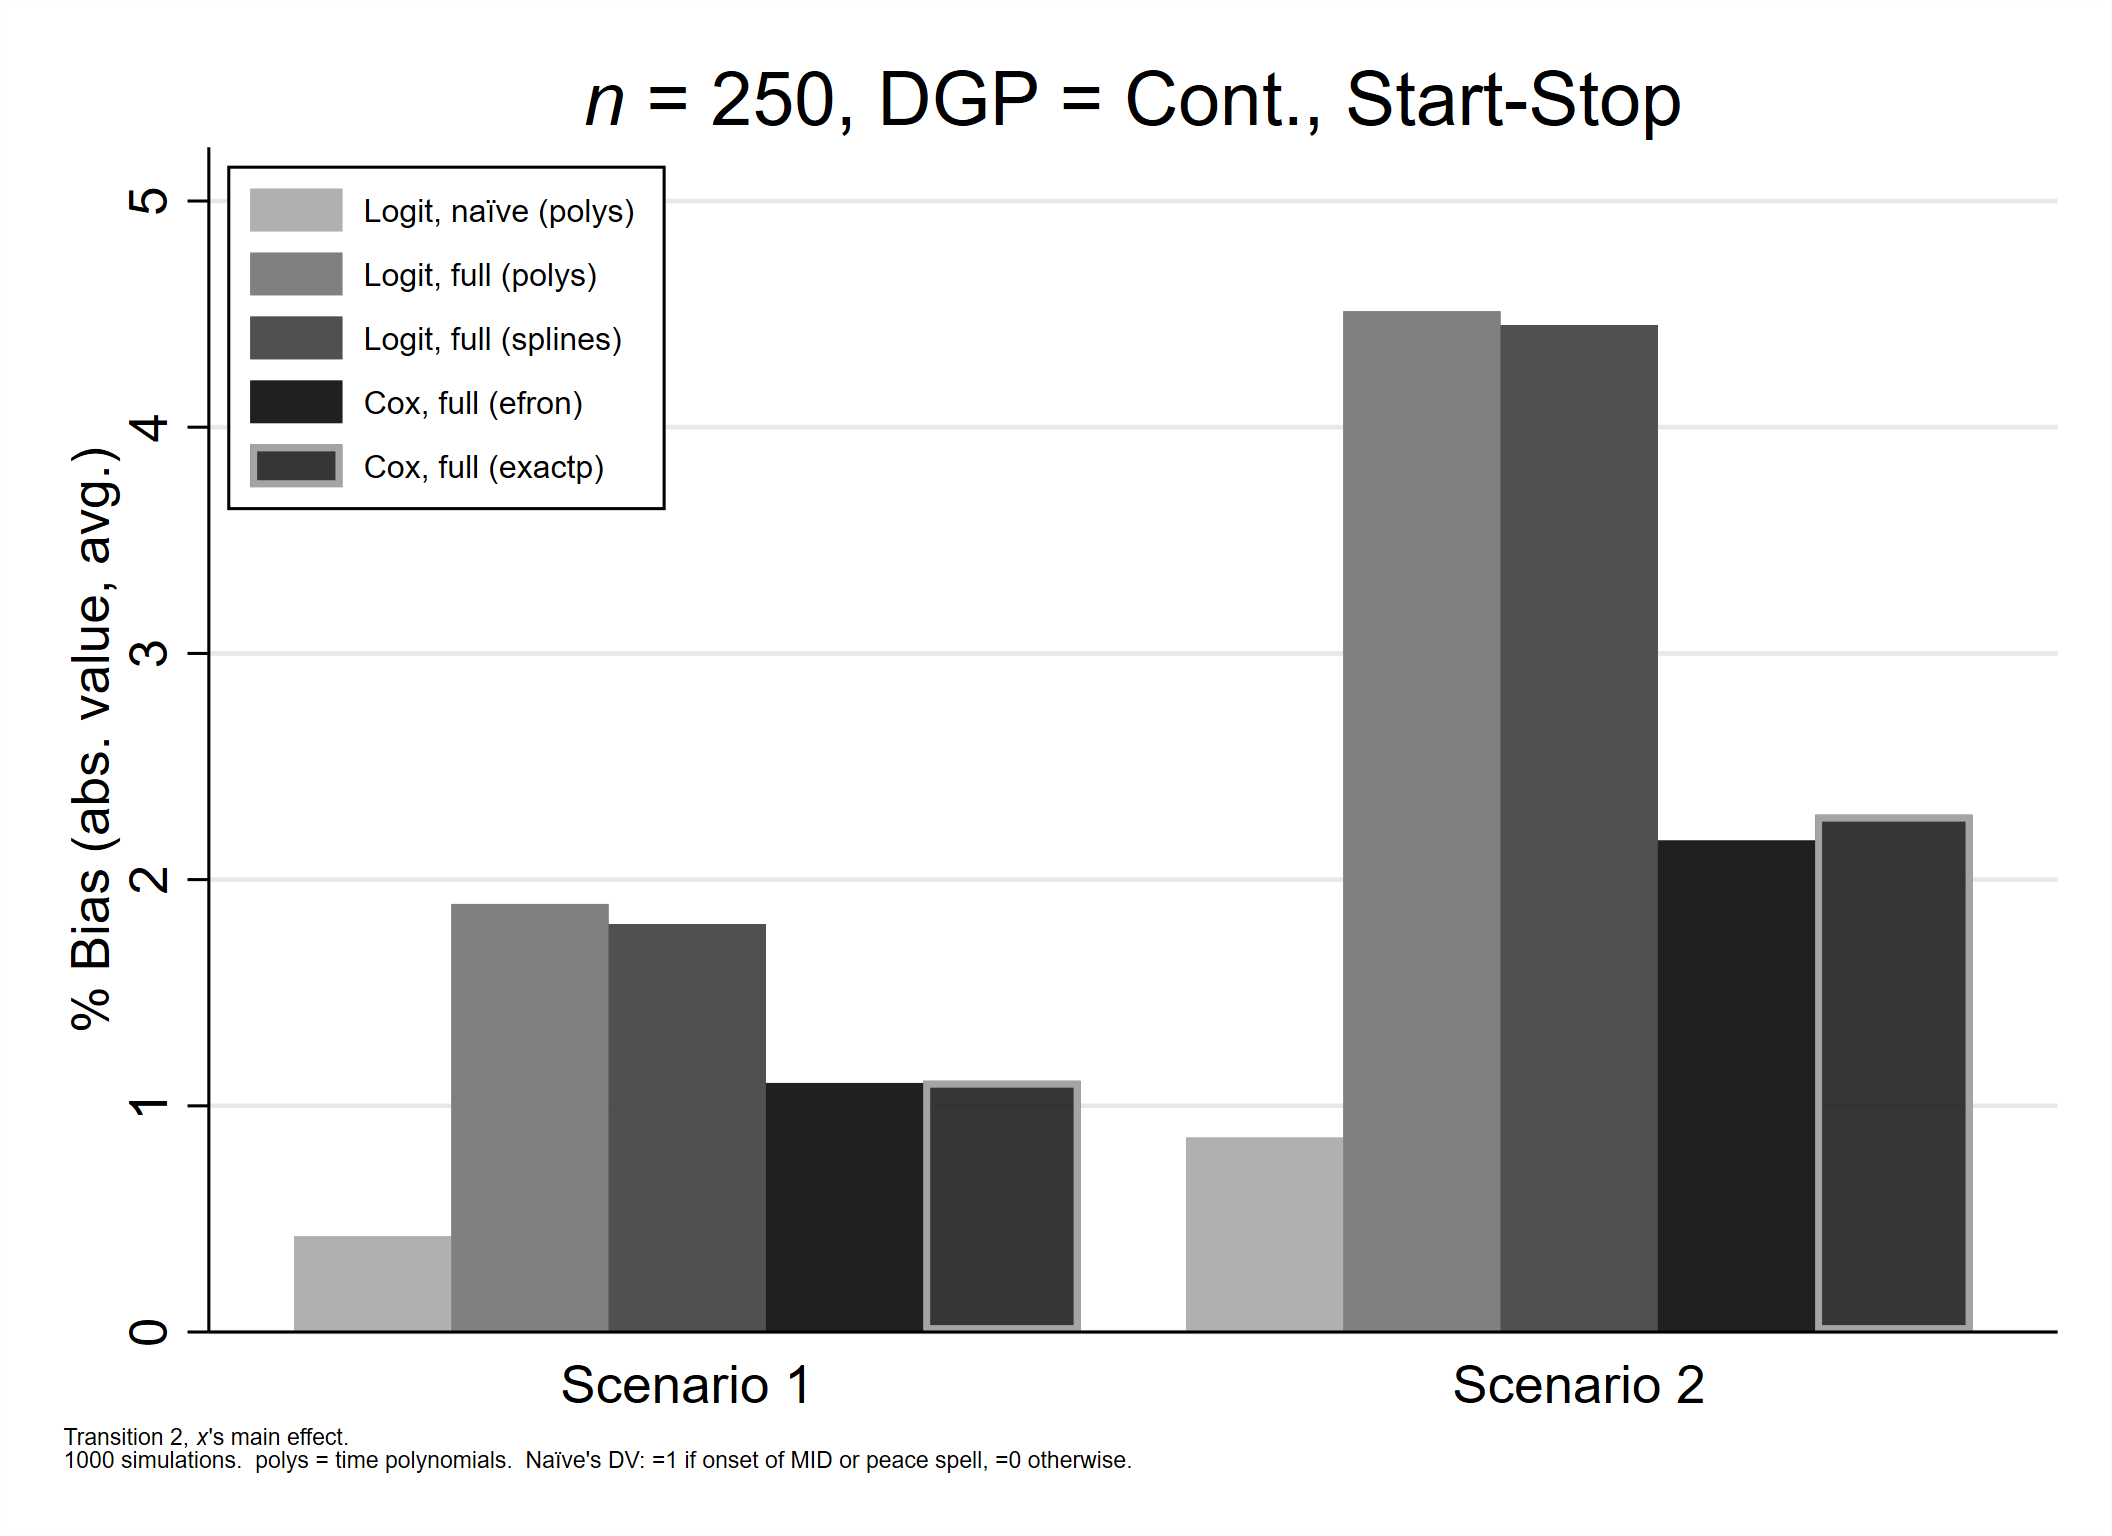 n = 250, DGP = Cont., Start-Stop
Logit, naïve (polys)
Logit, full (polys)
Logit, full (splines)
Cox, full (efron)
Cox, full (exactp)
% Bias (abs. value, avg.)
5
4
3
2
1
0
Scenario 1
Scenario 2
Transition 2, x's main effect.
1000 simulations.  polys = time polynomials.  Naïve's DV: =1 if onset of MID or peace spell, =0 otherwise.